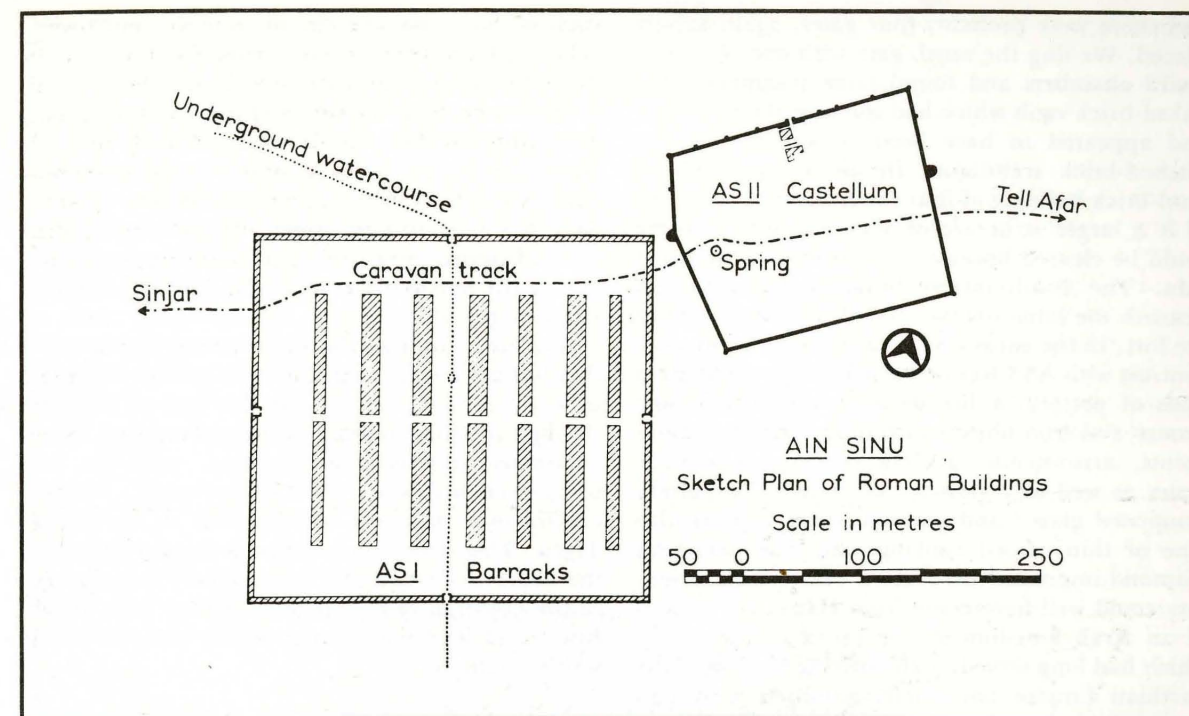 Underground watercourse
AS II Castellum
Tell Afar
Spring
Caravan track
Sinjar
AS I Barracks
AIN SINU
Sketch Plan of Roman Buildings
Scale in metres
50 0 100 250